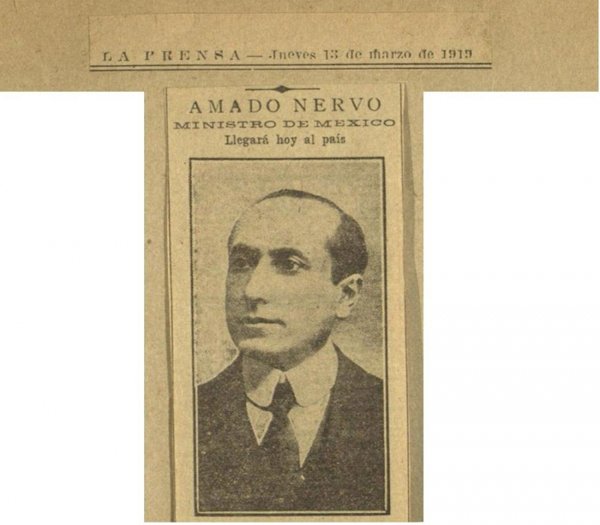 LA PRENSA — Jueves 13 de marzo de 1919
AMADO NERVO
MINISTRO DE MEXICO
Llegará hoy al país